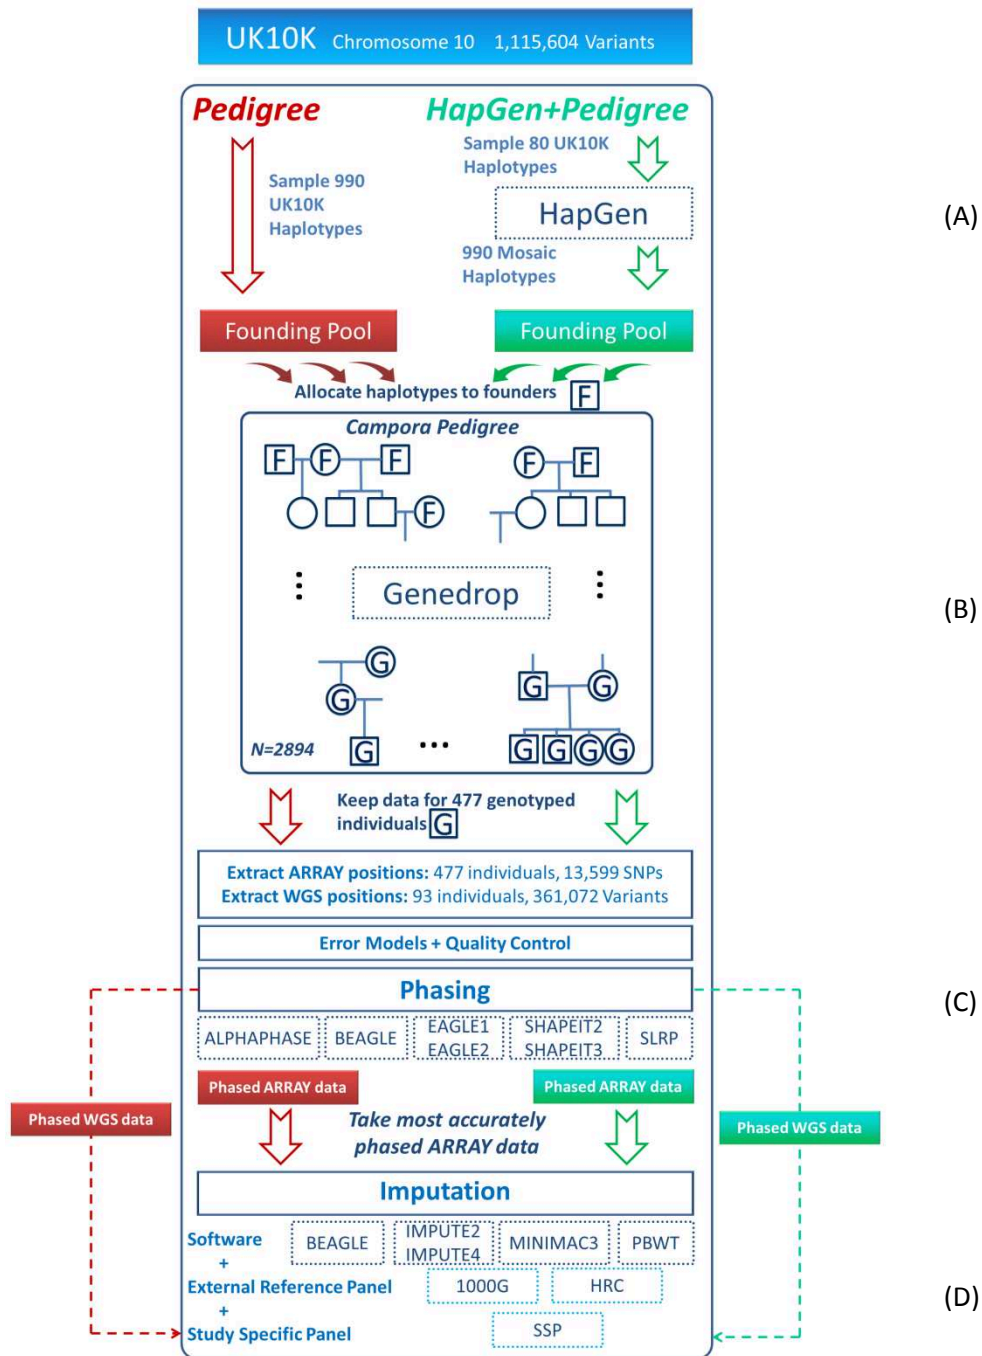 UK10K Chromosome 10 1,115,604 Variants
Pedigree
HapGen+Pedigree
Sample 990
UK10K
Haplotypes
Sample 80 UK10K
Haplotypes
HapGen
(A)
990 Mosaic
Haplotypes
Founding Pool
Founding Pool
Allocate haplotypes to founders F
Campora Pedigree
F F F F F
F
⋮ Genedrop ⋮
(B)
G
G
G G
G
... G G G G
N=2894
Keep data for 477 genotyped
individuals G
Extract ARRAY positions: 477 individuals, 13,599 SNPs
Extract WGS positions: 93 individuals, 361,072 Variants
Error Models + Quality Control
Phasing
(C)
ALPHAPHASE
BEAGLE
EAGLE1
EAGLE2
SHAPEIT2
SHAPEIT3
SLRP
Phased ARRAY data
Phased ARRAY data
Phased WGS data
Phased WGS data
Take most accurately
phased ARRAY data
Imputation
Software
BEAGLE
IMPUTE2
IMPUTE4
MINIMAC3
PBWT
+
External Reference Panel
1000G
HRC
(D)
+
Study Specific Panel
SSP